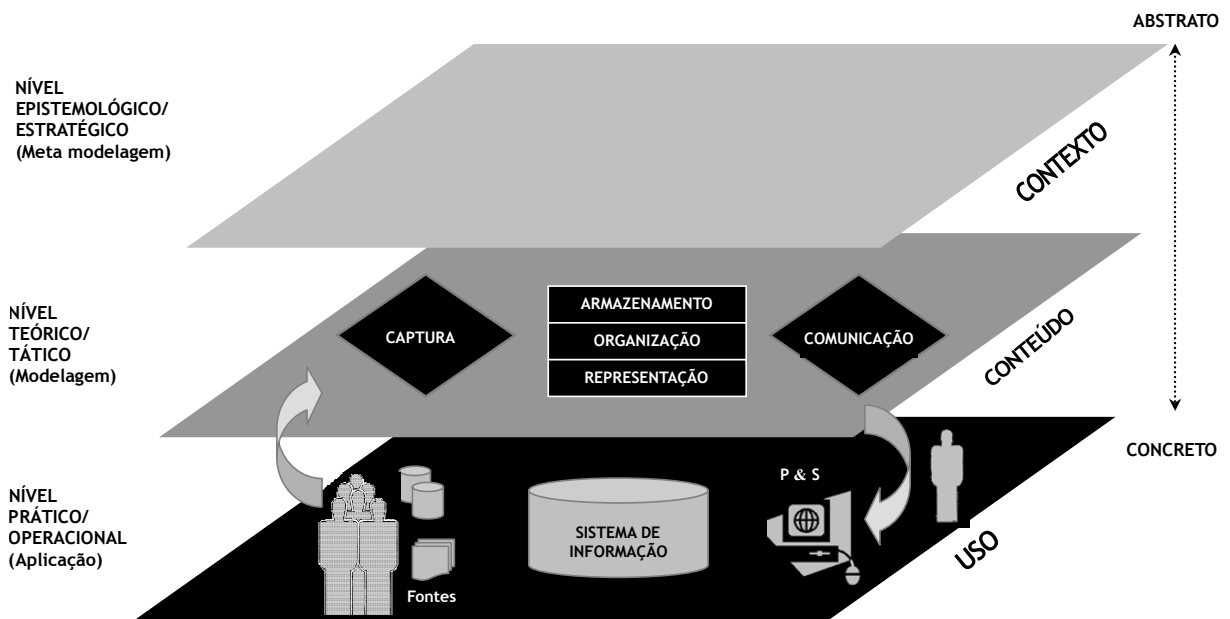 ABSTRATO
NÍVEL
EPISTEMOLÓGICO/
ESTRATÉGICO
(Meta modelagem)
CONTEXTO
NÍVEL
TEÓRICO/
TÁTICO
(Modelagem)
CAPTURA
ARMAZENAMENTO
ORGANIZAÇÃO
REPRESENTAÇÃO
COMUNICAÇÃO
CONTEÚDO
CONCRETO
NÍVEL
PRÁTICO/
OPERACIONAL
(Aplicação)
Fontes
SISTEMA DE
INFORMAÇÃO
P & S
USO